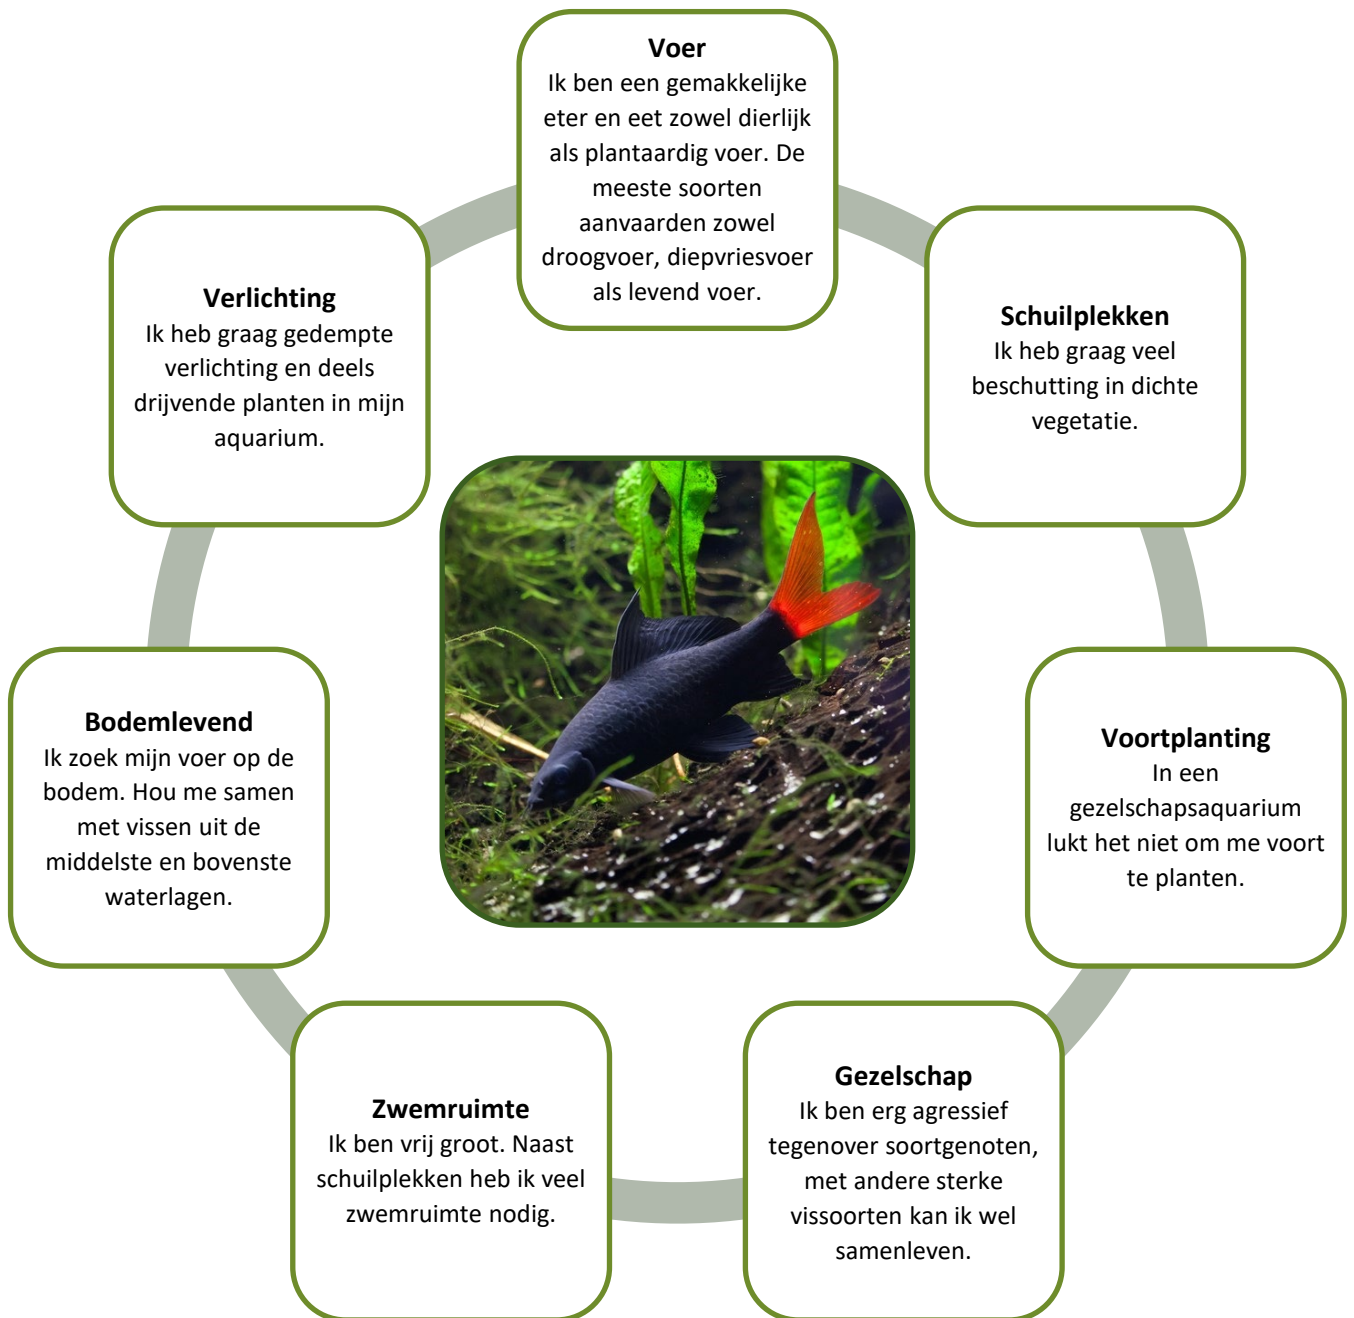 Voer
Ik ben een gemakkelijke
eter en eet zowel dierlijk
als plantaardig voer. De
meeste soorten
aanvaarden zowel
droogvoer, diepvriesvoer
als levend voer.
Schuilplekken
Ik heb graag veel
beschutting in dichte
vegetatie.
Voortplanting
In een
gezelschapsaquarium
lukt het niet om me voort
te planten.
Gezelschap
Ik ben erg agressief
tegenover soortgenoten,
met andere sterke
vissoorten kan ik wel
samenleven.
Zwemruimte
Ik ben vrij groot. Naast
schuilplekken heb ik veel
zwemruimte nodig.
Bodemlevend
Ik zoek mijn voer op de
bodem. Hou me samen
met vissen uit de
middelste en bovenste
waterlagen.
Verlichting
Ik heb graag gedempte
verlichting en deels
drijvende planten in mijn
aquarium.